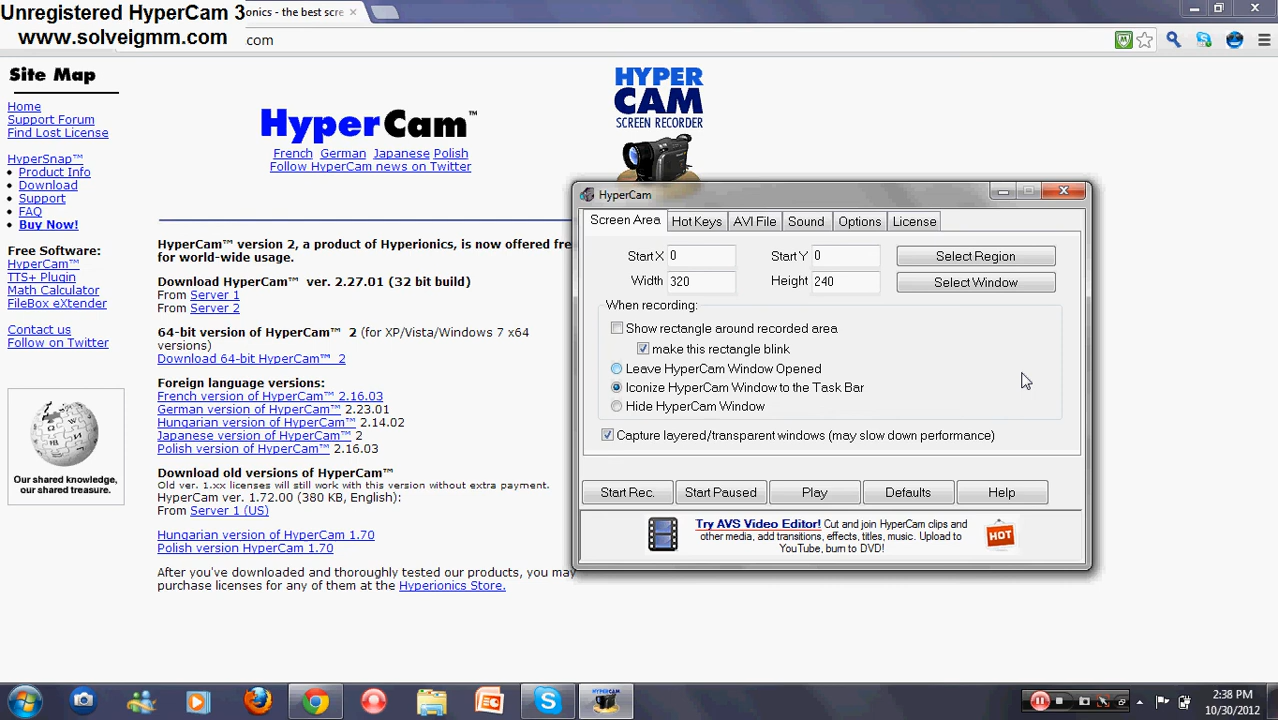 Unregistered HyperCam 3
www.solveigmm.com
onics - the best scre
com
Site Map
Home
Support Forum
Find Lost License
HyperSnap™
• Product Info
• Download
• Support
• FAQ
• Buy Now!
Free Software:
HyperCam™
TTS+ Plugin
Math Calculator
FileBox eXtender
Contact us
Follow on Twitter
Our shared knowledge,
our shared treasure.
HyperCam™
French German Japanese Polish
Follow HyperCam news on Twitter
HYPER
CAM
SCREEN RECORDER
HyperCam™ version 2, a product of Hyperionics, is now offered fre
for world-wide usage.
Download HyperCam™ ver. 2.27.01 (32 bit build)
From Server 1
From Server 2
64-bit version of HyperCam™ 2 (for XP/Vista/Windows 7 x64
versions)
Download 64-bit HyperCam™ 2
Foreign language versions:
French version of HyperCam™ 2.16.03
German version of HyperCam™ 2.23.01
Hungarian version of HyperCam™ 2.14.02
Japanese version of HyperCam™ 2
Polish version of HyperCam™ 2.16.03
Download old versions of HyperCam™
Old ver. 1.xx licenses will still work with this version without extra payment.
HyperCam ver. 1.72.00 (380 KB, English):
From Server 1 (US)
Hungarian version of HyperCam 1.70
Polish version HyperCam 1.70
After you've downloaded and thoroughly tested our products, you may
purchase licenses for any of them at the Hyperionics Store.
HyperCam
Screen Area Hot Keys AVI File Sound Options License
Start X 0 Start Y 0 Select Region
Width 320 Height 240 Select Window
When recording:
Show rectangle around recorded area
make this rectangle blink
Leave HyperCam Window Opened
Iconize HyperCam Window to the Task Bar
Hide HyperCam Window
Capture layered/transparent windows (may slow down performance)
Start Rec. Start Paused Play Defaults Help
Try AVS Video Editor! Cut and join HyperCam clips and
other media, add transitions, effects, titles, music. Upload to
YouTube, burn to DVD!
HOT
HYPER
CAM
2:38 PM
10/30/2012